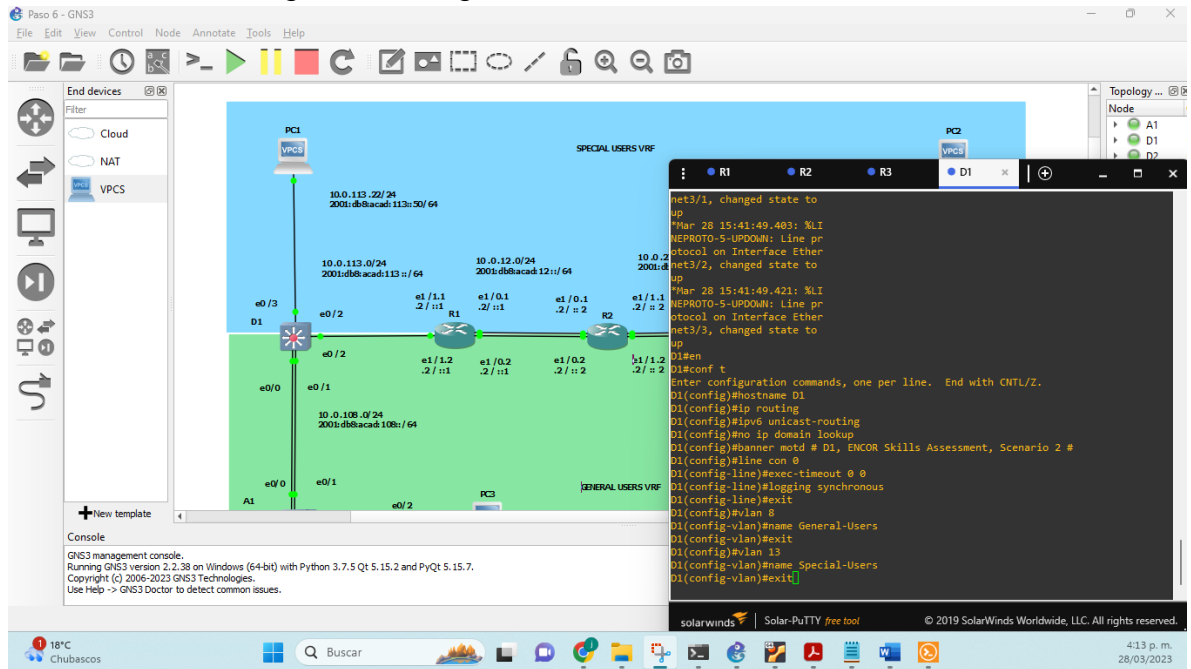 Paso 6 - GNS3
File Edit View Control Node Annotate Tools Help
End devices
Filter
Cloud
NAT
VPCS
New template
PC1
VPCS
SPECIAL USERS VRF
PC2
VPCS
10.0.113 .22/24
2001:db8:acad:113::50/64
10.0.113.0/24
2001:db8:acad:113 ::/64
10.0.12.0/24
2001:db8:acad:12::/64
10.0.2
2001:d
e0/3
D1
e0/2
e1/1.1
.2/ ::1
R1
e1/0.1
.2/ ::1
e1/0.1
.2/ :: 2
R2
e1/1.1
.2/ :: 2
e0/2
e1/1.2
.2/ ::1
e1/0.2
.2/ ::1
e1/0.2
.2/ :: 2
e1/1.2
.2/ :: 2
e0/0
e0/1
10 .0.108 .0/24
2001:db8:acad:108::/64
e0/0
e0/1
A1
e0/2
PC3
GENERAL USERS VRF
Topology ...
Node
A1
D1
D2
R1
R2
R3
D1
net3/1, changed state to
up
*Mar 28 15:41:49.403: %LI
NEPROTO-5-UPDOWN: Line pr
otocol on Interface Ether
net3/2, changed state to
up
*Mar 28 15:41:49.421: %LI
NEPROTO-5-UPDOWN: Line pr
otocol on Interface Ether
net3/3, changed state to
up
D1#en
D1#conf t
Enter configuration commands, one per line. End with CNTL/Z.
D1(config)#hostname D1
D1(config)#ip routing
D1(config)#ipv6 unicast-routing
D1(config)#no ip domain lookup
D1(config)#banner motd # D1, ENCOR Skills Assessment, Scenario 2 #
D1(config)#line con 0
D1(config-line)#exec-timeout 0 0
D1(config-line)#logging synchronous
D1(config-line)#exit
D1(config)#vlan 8
D1(config-vlan)#name General-Users
D1(config-vlan)#exit
D1(config)#vlan 13
D1(config-vlan)#name Special-Users
D1(config-vlan)#exit
solarwinds Solar-PuTTY free tool © 2019 SolarWinds Worldwide, LLC. All rights reserved.
Console
GNS3 management console.
Running GNS3 version 2.2.38 on Windows (64-bit) with Python 3.7.5 Qt 5.15.2 and PyQt 5.15.7.
Copyright (c) 2006-2023 GNS3 Technologies.
Use Help -> GNS3 Doctor to detect common issues.
1
18°C
Chubascos
Buscar
4:13 p. m.
28/03/2023